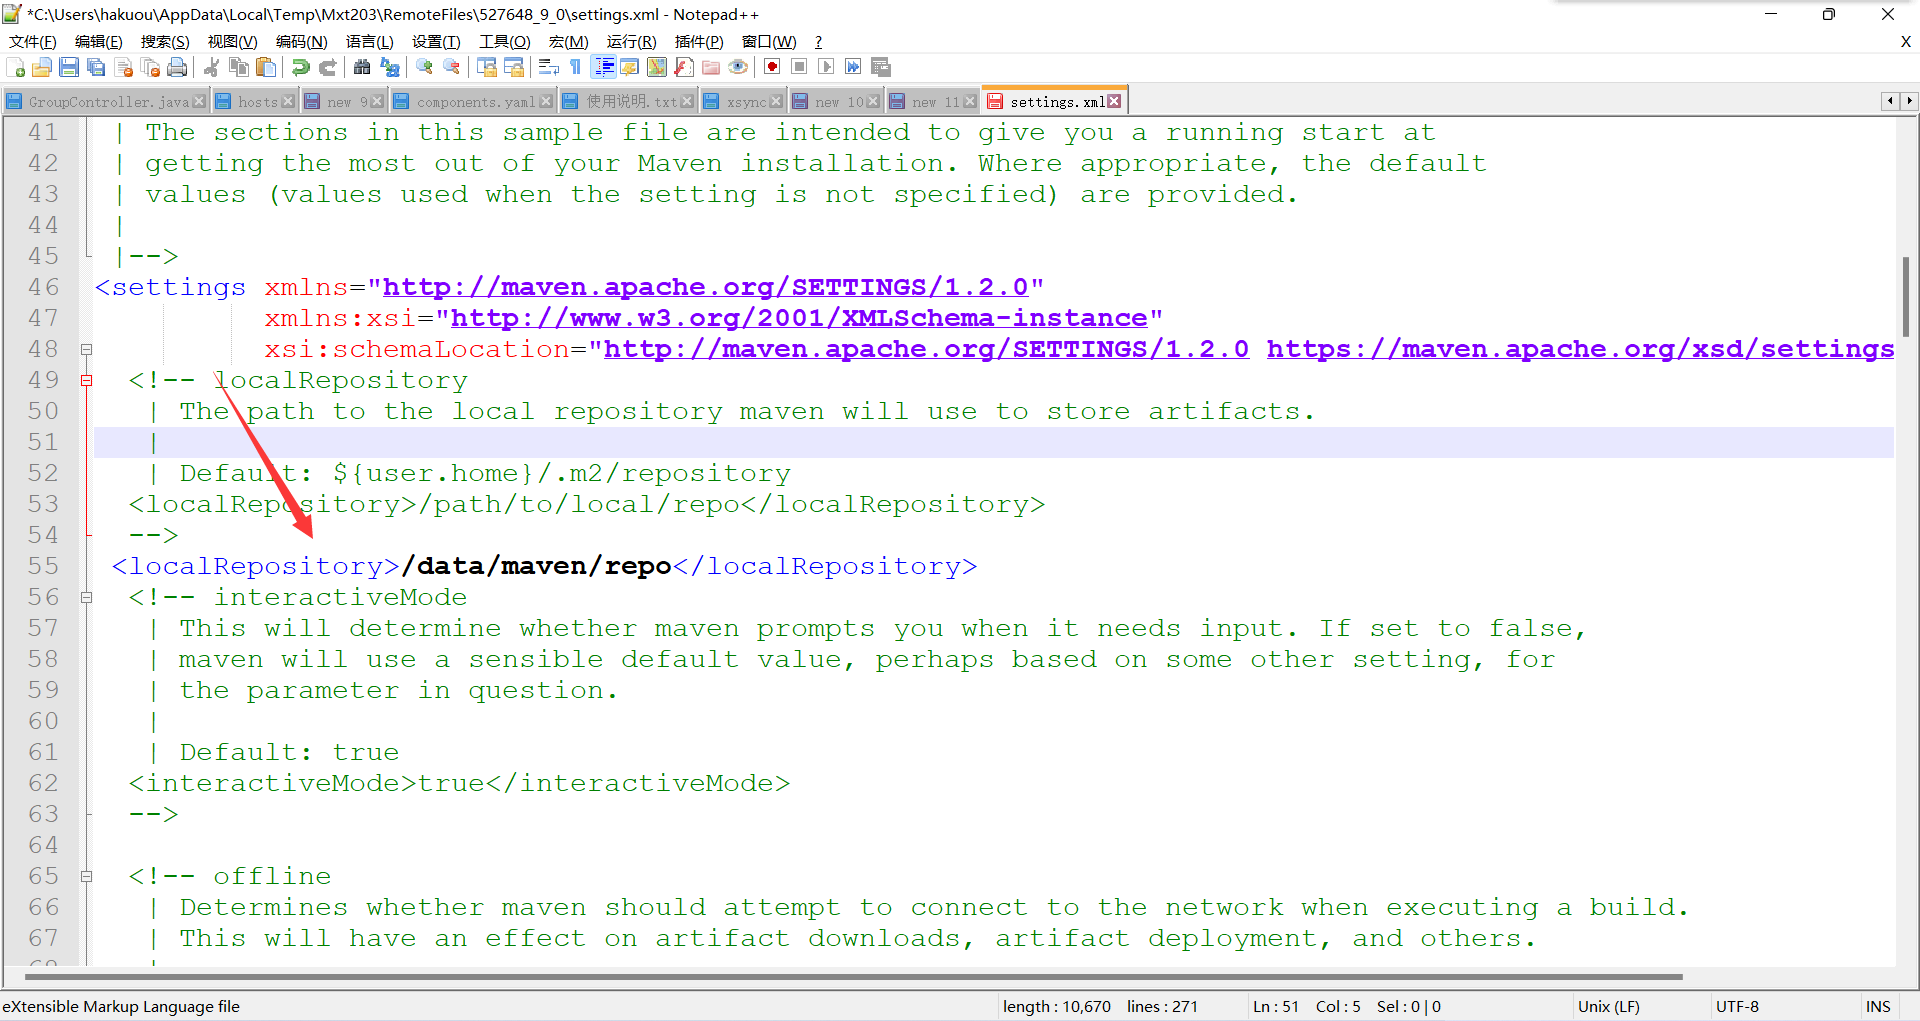 *C:\Users\hakuou\AppData\Local\Temp\Mxt203\RemoteFiles\527648_9_0\settings.xml - Notepad++
文件(F) 编辑(E) 搜索(S) 视图(V) 编码(N) 语言(L) 设置(T) 工具(O) 宏(M) 运行(R) 插件(P) 窗口(W) ? X
GroupController.java hosts new 9 components.yaml 使用说明.txt xsync new 10 new 11 settings.xml
41 | The sections in this sample file are intended to give you a running start at
42 | getting the most out of your Maven installation. Where appropriate, the default
43 | values (values used when the setting is not specified) are provided.
44 |
45 |-->
46 <settings xmlns="http://maven.apache.org/SETTINGS/1.2.0"
47 xmlns:xsi="http://www.w3.org/2001/XMLSchema-instance"
48 xsi:schemaLocation="http://maven.apache.org/SETTINGS/1.2.0 https://maven.apache.org/xsd/settings
49 <!-- localRepository
50 | The path to the local repository maven will use to store artifacts.
51 |
52 | Default: ${user.home}/.m2/repository
53 <localRepository>/path/to/local/repo</localRepository>
54 -->
55 <localRepository>/data/maven/repo</localRepository>
56 <!-- interactiveMode
57 | This will determine whether maven prompts you when it needs input. If set to false,
58 | maven will use a sensible default value, perhaps based on some other setting, for
59 | the parameter in question.
60 |
61 | Default: true
62 <interactiveMode>true</interactiveMode>
63 -->
64
65 <!-- offline
66 | Determines whether maven should attempt to connect to the network when executing a build.
67 | This will have an effect on artifact downloads, artifact deployment, and others.
eXtensible Markup Language file length : 10,670 lines : 271 Ln : 51 Col : 5 Sel : 0 | 0 Unix (LF) UTF-8 INS